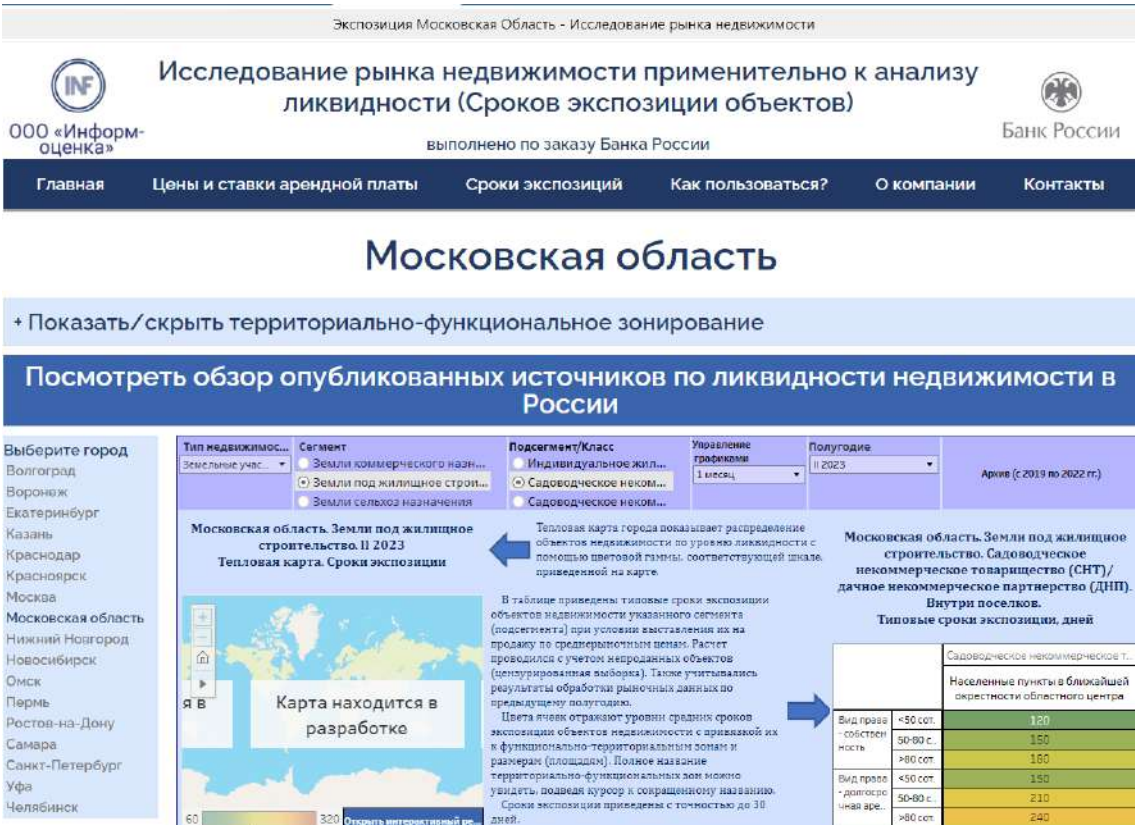 Экспозиция Московская Область - Исследование рынка недвижимости
INF
ООО «Информ-
оценка»
Исследование рынка недвижимости применительно к анализу
ликвидности (Сроков экспозиции объектов)
выполнено по заказу Банка России
Банк России
Главная
Цены и ставки арендной платы
Сроки экспозиций
Как пользоваться?
О компании
Контакты
Московская область
+ Показать/скрыть территориально-функциональное зонирование
Посмотреть обзор опубликованных источников по ликвидности недвижимости в
России
Выберите город
Волгоград
Воронеж
Екатеринбург
Казань
Краснодар
Красноярск
Москва
Московская область
Нижний Новгород
Новосибирск
Омск
Пермь
Ростов-на-Дону
Самара
Санкт-Петербург
Уфа
Челябинск
Тип недвижимос...
Земельные учас...
Сегмент
Земли коммерческого назн...
Земли под жилищное строи...
Земли сельхоз назначения
Подсегмент/Класс
Индивидуальное жил...
Садоводческое неком...
Садоводческое неком...
Управление
графиками
1 месяц
Полугодие
II 2023
Архив (с 2019 по 2022 гг.)
Московская область. Земли под жилищное
строительство. II 2023
Тепловая карта. Сроки экспозиции
Тепловая карта города показывает распределение
объектов недвижимости по уровню ликвидности с
помощью цветовой гаммы, соответствующей шкале,
приведенной на карте.
В таблице приведены типовые сроки экспозиции
объектов недвижимости указанного сегмента
(подсегмента) при условии выставления их на
продажу по среднерыночным ценам. Расчет
проводился с учетом непроданных объектов
(цензурированная выборка). Также учитывались
результаты обработки рыночных данных по
предыдущему полугодию.
Цвета ячеек отражают уровни средних сроков
экспозиции объектов недвижимости с привязкой их
к функционально-территориальным зонам и
размерам (площадям). Полное название
территориально-функциональных зон можно
увидеть, подведя курсор к сокращенному названию.
Сроки экспозиции приведены с точностью до 30
дней.
я в
Карта находится в
разработке
60
320
Открыть интерактивный ре...
Московская область. Земли под жилищное
строительство. Садоводческое
некоммерческое товарищество (СНТ)/
дачное некоммерческое партнерство (ДНП).
Внутри поселков.
Типовые сроки экспозиции, дней
Садоводческое некоммерческое т...
Населенные пункты в ближайшей
окрестности областного центра
Вид права
- собствен
ность
<50 сот. 120
50-80 с.. 150
>80 сот. 180
Вид права
- долгосро
чная аре..
<50 сот. 150
50-80 с.. 210
>80 сот. 240